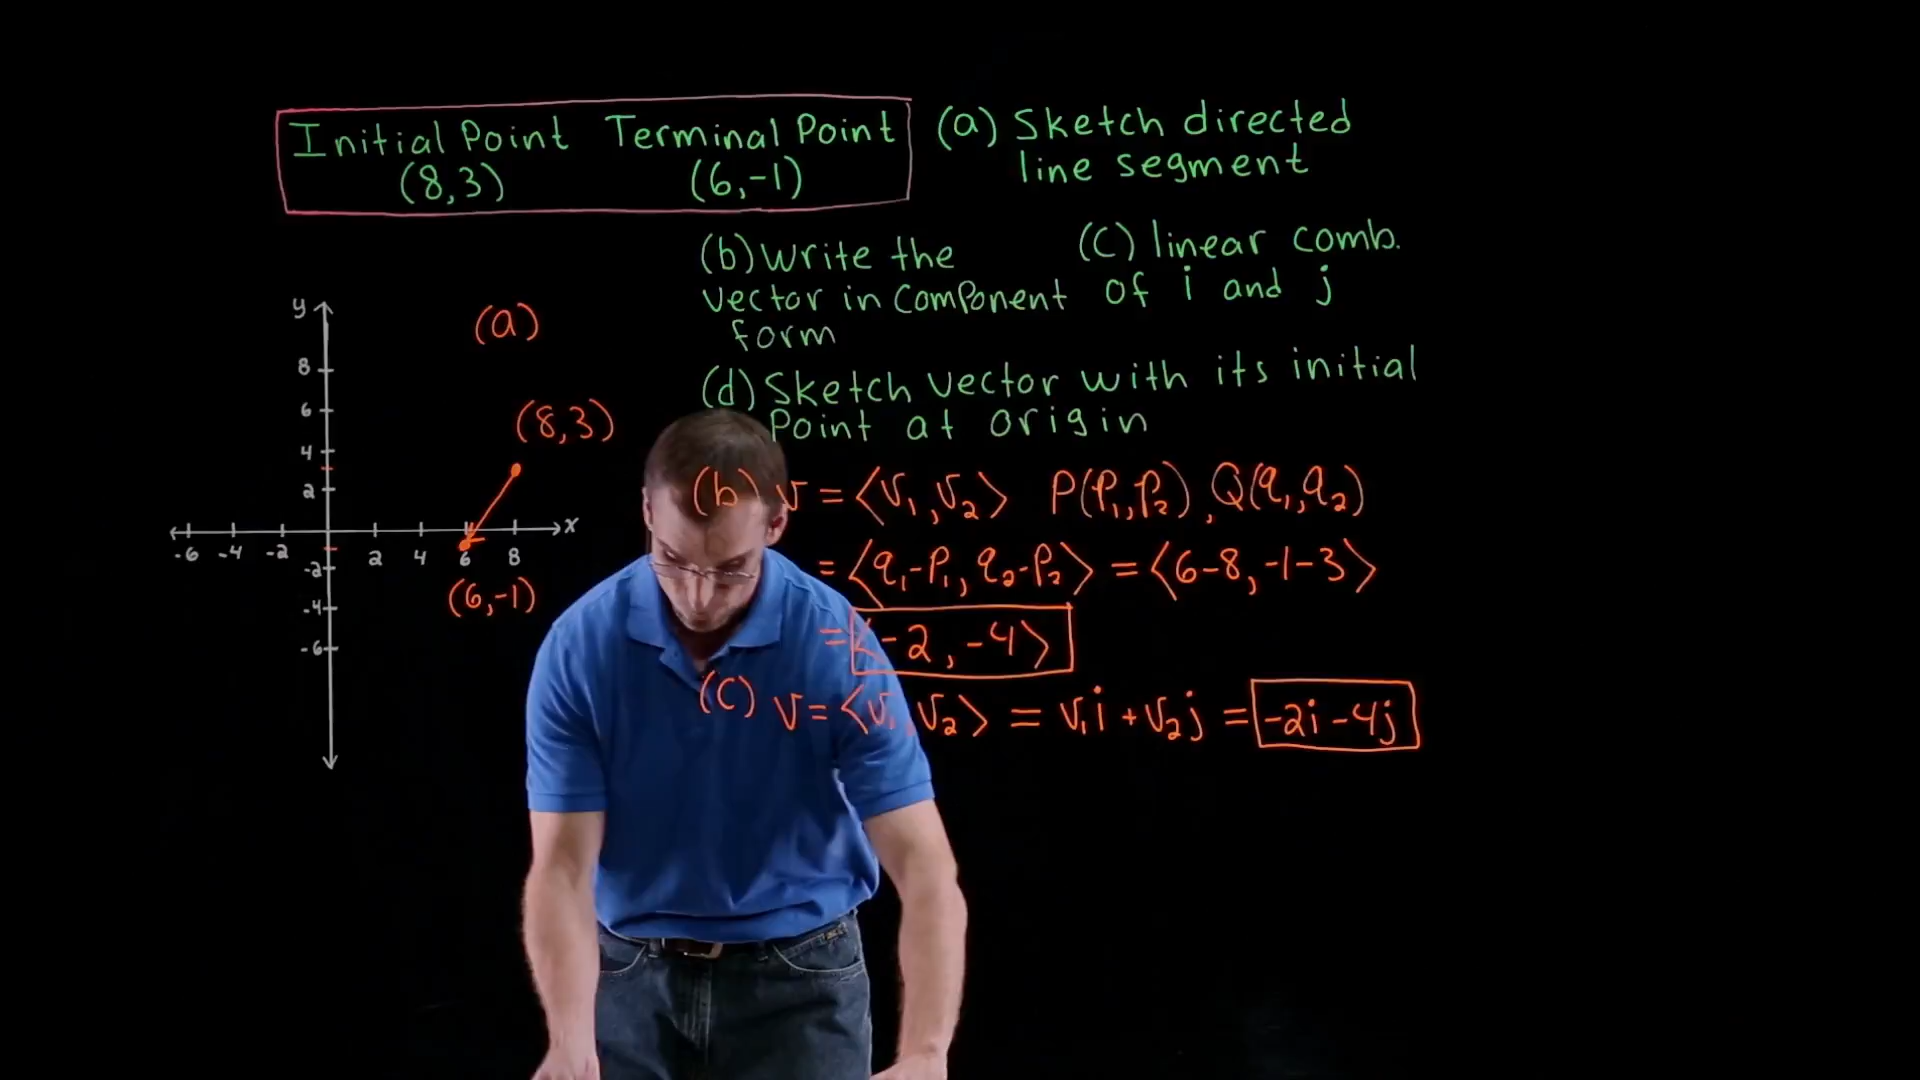 Initial Point Terminal Point
(8,3) (6,-1)
(a) Sketch directed
line segment
(b) Write the
vector in component
form
(c) linear comb.
of i and j
(d) Sketch vector with its initial
Point at origin
y
(a)
8
6
4
2
(8,3)
-6 -4 -2 2 4 6 8 x
-2
-4
-6
(6,-1)
(b) v = ⟨v₁,v₂⟩ P(p₁,p₂), Q(q₁,q₂)
= ⟨q₁-p₁, q₂-p₂⟩ = ⟨6-8, -1-3⟩
= ⟨-2, -4⟩
(c) v = ⟨v₁,v₂⟩ = v₁i + v₂j = -2i-4j